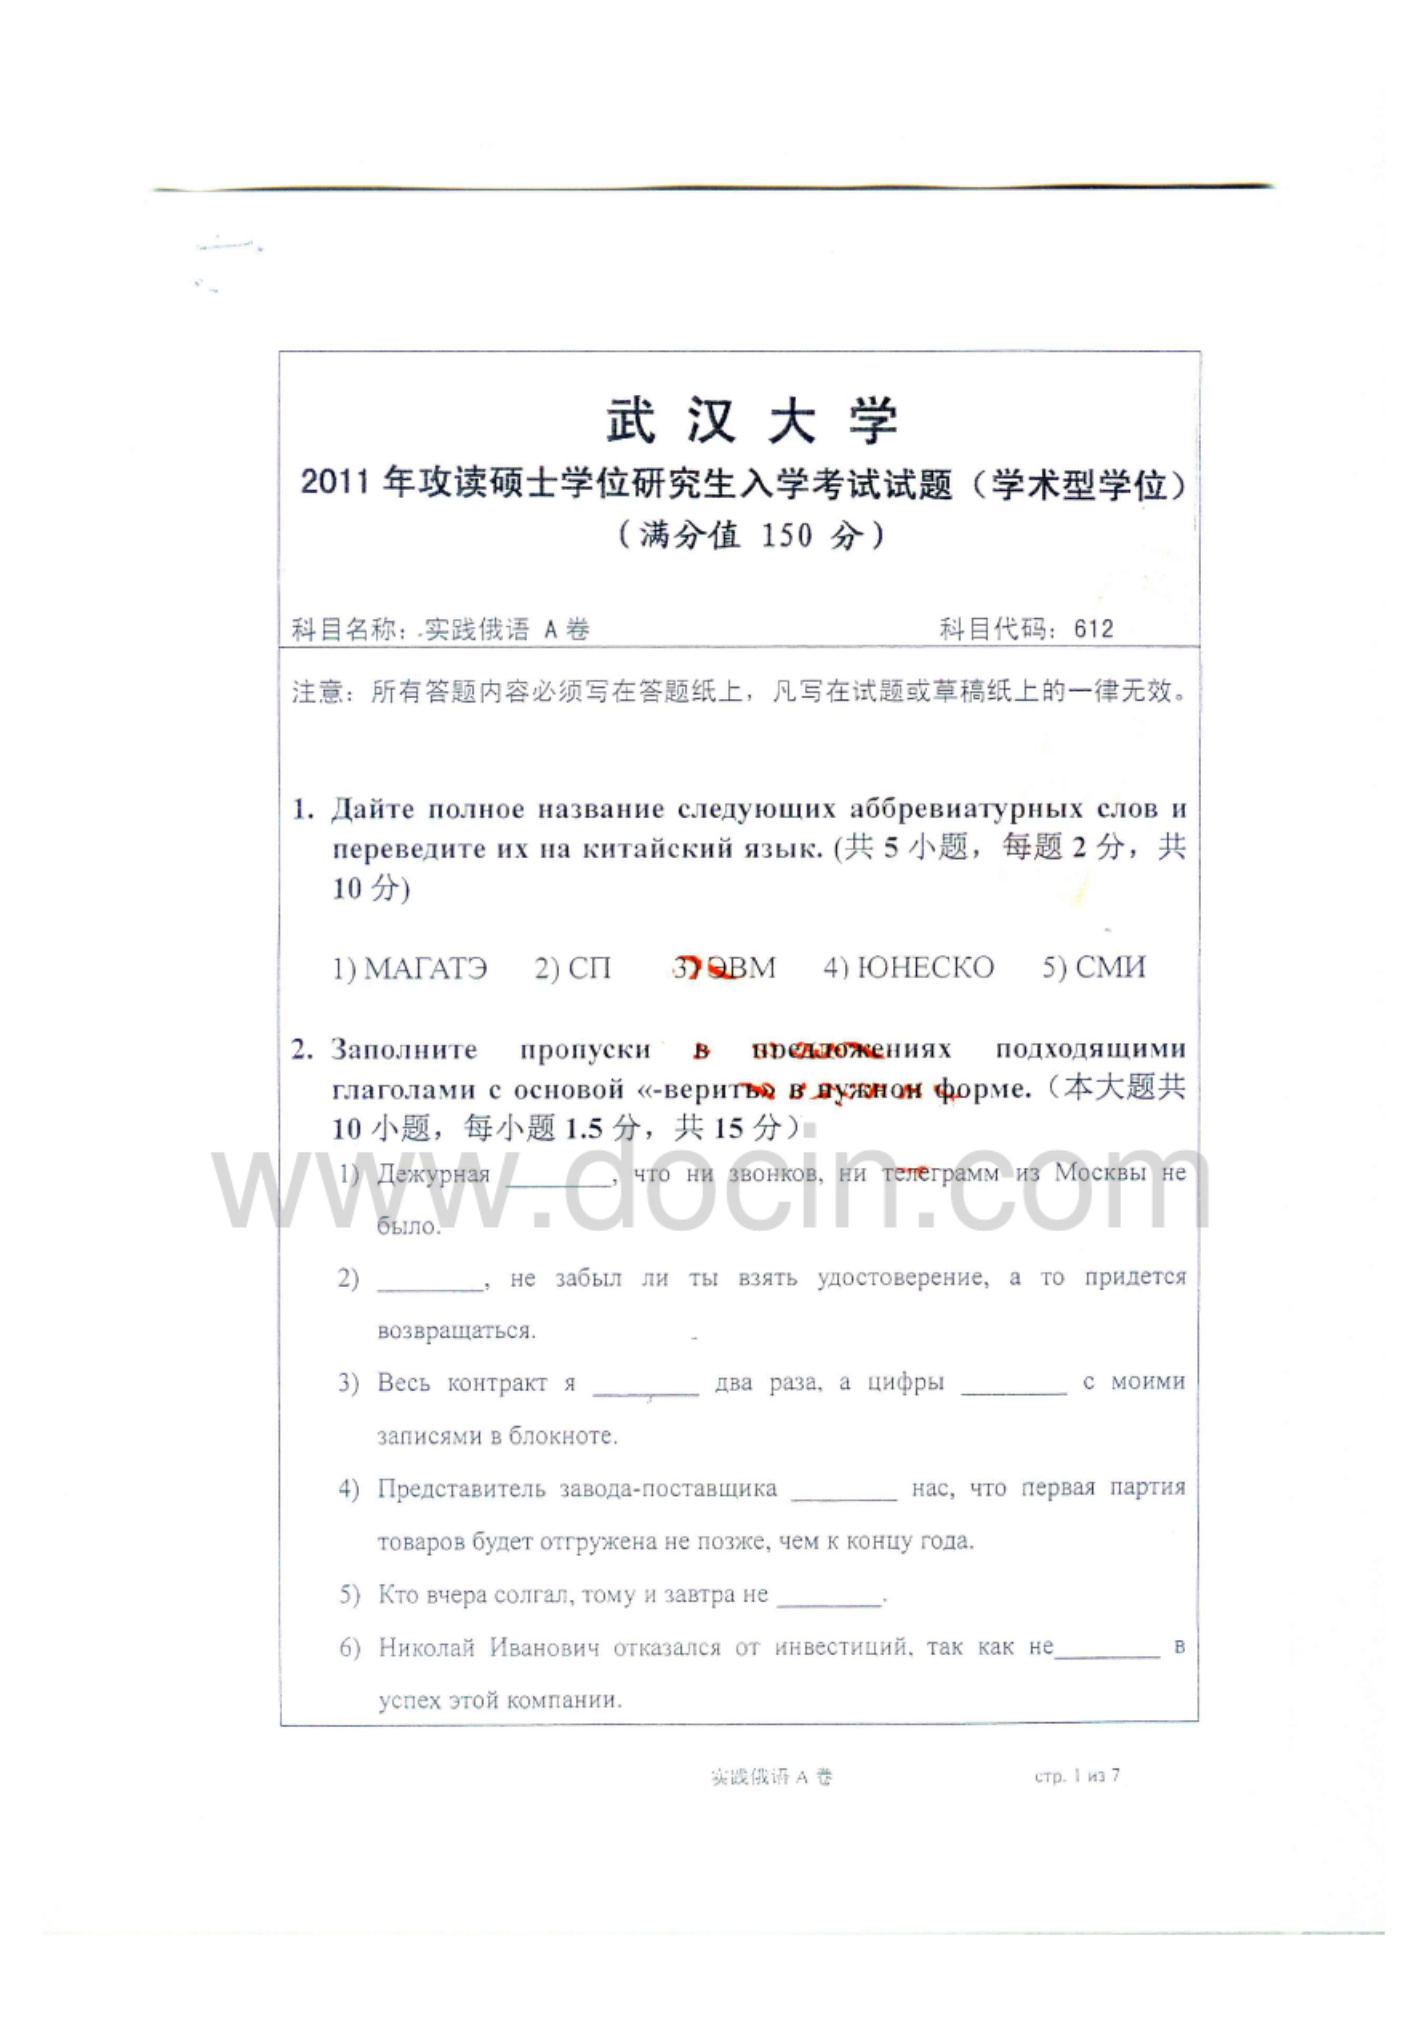 武汉大学
2011年攻读硕士学位研究生入学考试试题（学术型学位）
（满分值 150 分）
科目名称：实践俄语 A 卷 科目代码：612
注意：所有答题内容必须写在答题纸上，凡写在试题或草稿纸上的一律无效。
1. Дайте полное название следующих аббревиатурных слов и
переведите их на китайский язык. (共 5 小题，每题 2 分，共
10 分)
1) МАГАТЭ 2) СП 3) ЭВМ 4) ЮНЕСКО 5) СМИ
2. Заполните пропуски в предложениях подходящими
глаголами с основой «-верить» в нужной форме.（本大题共
10 小题，每小题 1.5 分，共 15 分）
www.docin.com
1) Дежурная ________, что ни звонков, ни телеграмм из Москвы не
было.
2) ________, не забыл ли ты взять удостоверение, а то придется
возвращаться.
3) Весь контракт я ________ два раза, а цифры ________ с моими
записями в блокноте.
4) Представитель завода-поставщика ________ нас, что первая партия
товаров будет отгружена не позже, чем к концу года.
5) Кто вчера солгал, тому и завтра не ________.
6) Николай Иванович отказался от инвестиций, так как не________ в
успех этой компании.
实践俄语 A 卷 стр. 1 из 7